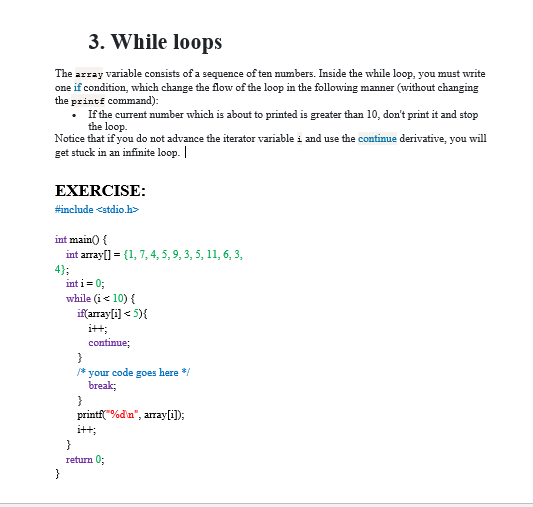 3. While loops
The array variable consists of a sequence of ten numbers. Inside the while loop, you must write
one if condition, which change the flow of the loop in the following manner (without changing
the printf command):
• If the current number which is about to printed is greater than 10, don't print it and stop
the loop.
Notice that if you do not advance the iterator variable i and use the continue derivative, you will
get stuck in an infinite loop.
EXERCISE:
#include <stdio.h>
int main() {
int array[] = {1, 7, 4, 5, 9, 3, 5, 11, 6, 3,
4};
int i = 0;
while (i < 10) {
if(array[i] < 5){
i++;
continue;
}
/* your code goes here */
break;
}
printf("%d\n", array[i]);
i++;
}
return 0;
}